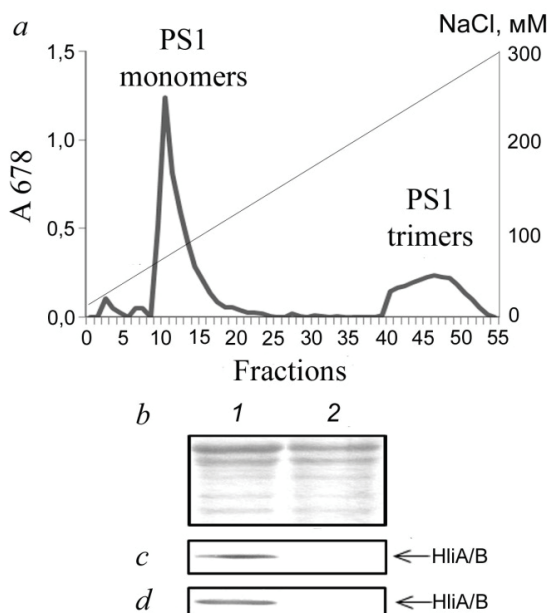 a
NaCl, мМ
PS1
monomers
1,5
1,0
0,5
0,0
A 678
300
200
100
0
PS1
trimers
0 5 10 15 20 25 30 35 40 45 50 55
Fractions
b 1 2
c HliA/B
d HliA/B